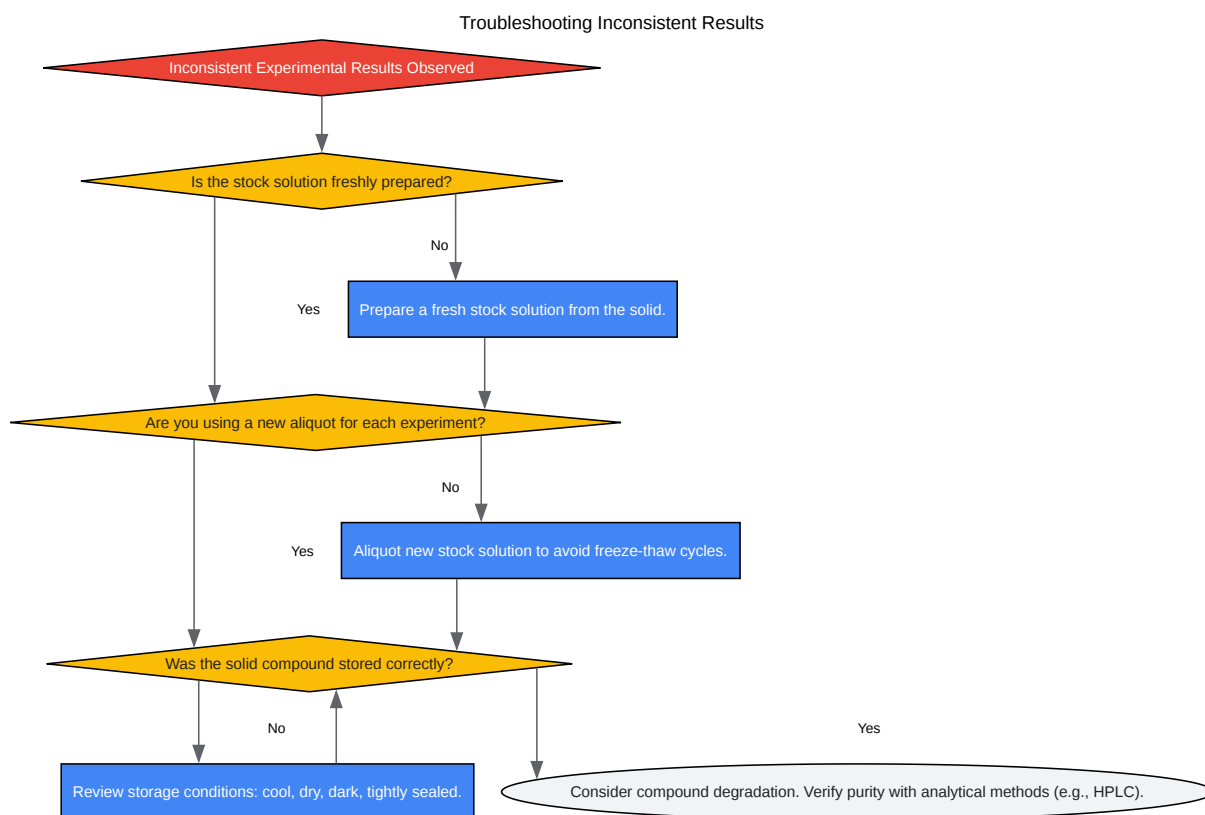 Troubleshooting Inconsistent Results
Inconsistent Experimental Results Observed
Is the stock solution freshly prepared?
No
Yes
Prepare a fresh stock solution from the solid.
Are you using a new aliquot for each experiment?
No
Yes
Aliquot new stock solution to avoid freeze-thaw cycles.
Was the solid compound stored correctly?
No
Yes
Review storage conditions: cool, dry, dark, tightly sealed.
Consider compound degradation. Verify purity with analytical methods (e.g., HPLC).